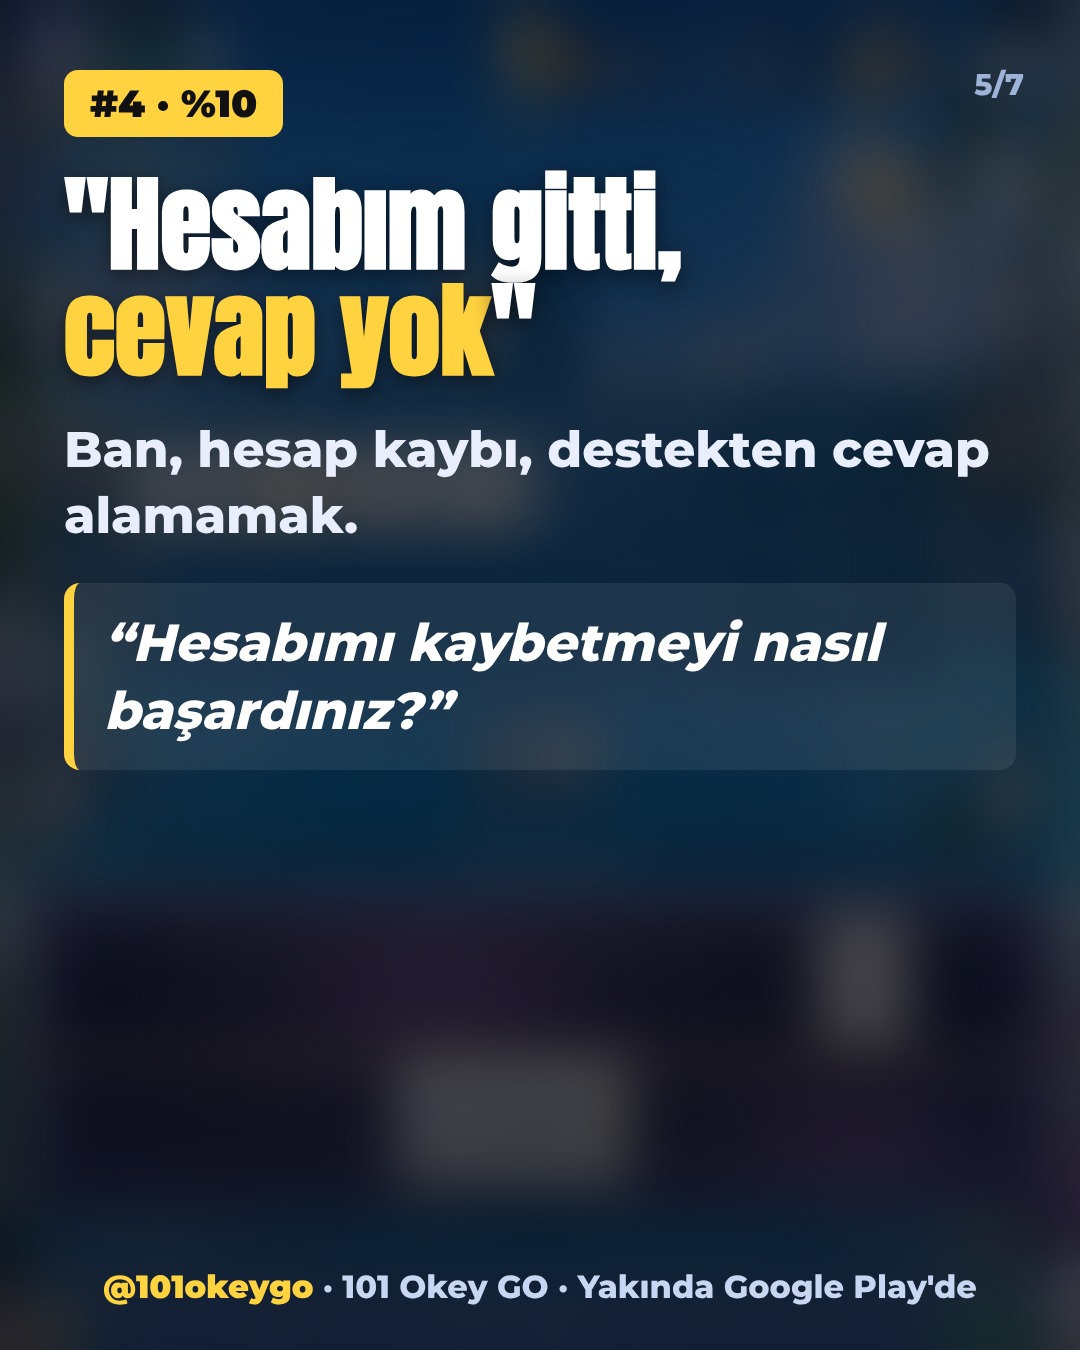 #4 • %10
5/7
"Hesabım gitti,
cevap yok"
Ban, hesap kaybı, destekten cevap
alamamak.
“Hesabımı kaybetmeyi nasıl
başardınız?”
@101okeygo · 101 Okey GO · Yakında Google Play'de